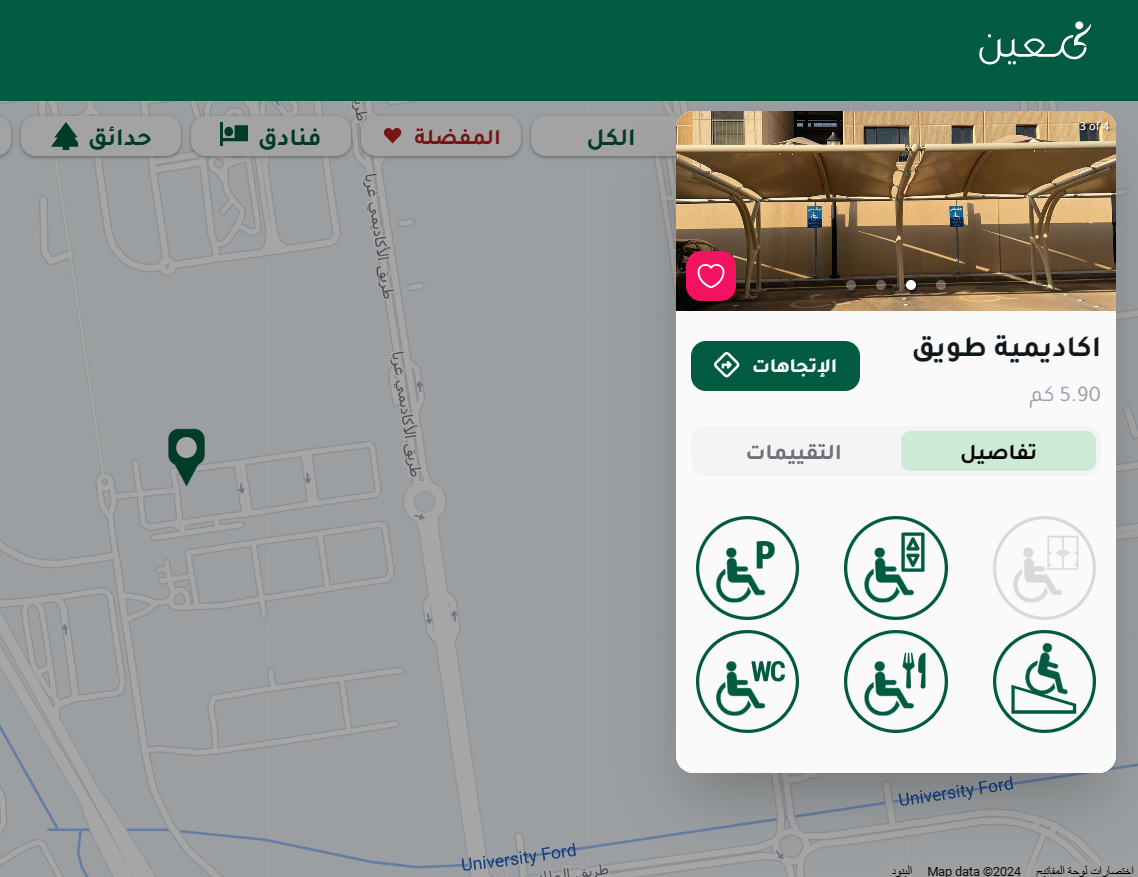 معين
الكل
المفضلة
فنادق
حدائق
3 of 4
اكاديمية طويق
5.90 كم
الإتجاهات
تفاصيل
التقييمات
P
WC
طريق الأكاديمي غربا
طريق الأكاديمي غربا
University Ford
University Ford
اختصارات لوحة المفاتيح
Map data ©2024
البنود